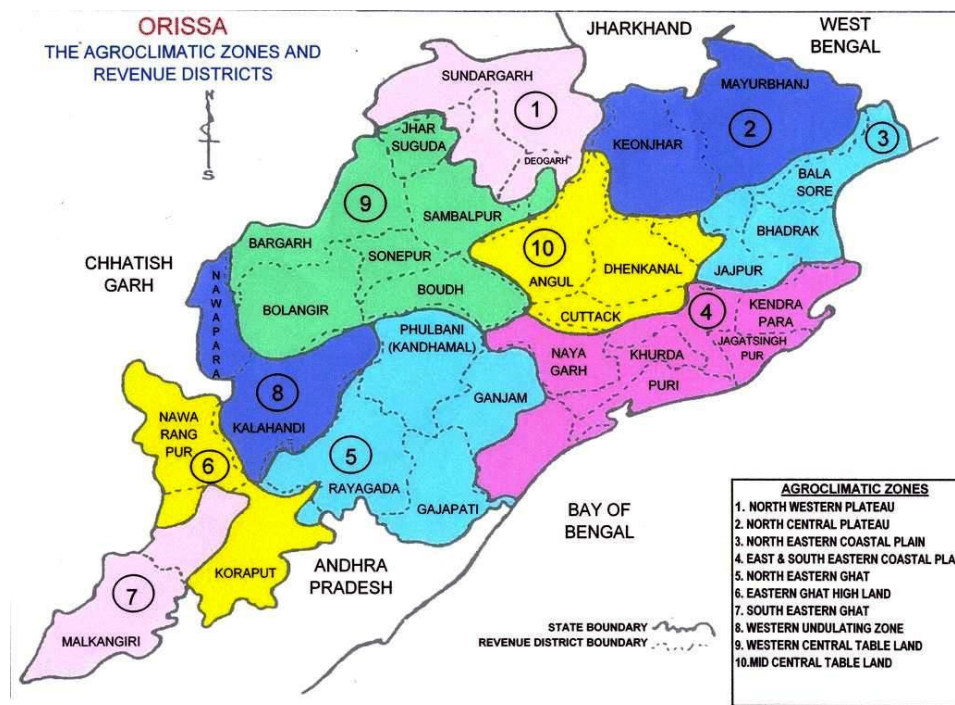 ORISSA
THE AGROCLIMATIC ZONES AND
REVENUE DISTRICTS
N
S
JHARKHAND
WEST
BENGAL
SUNDARGARH
1
MAYURBHANJ
2
3
JHAR
SUGUDA
DEOGARH
KEONJHAR
BALA
SORE
9
SAMBALPUR
BHADRAK
BARGARH
SONEPUR
10
ANGUL
DHENKANAL
JAJPUR
CHHATISH
GARH
NAWAPARA
BOLANGIR
BOUDH
CUTTACK
4
KENDRA
PARA
PHULBANI
(KANDHAMAL)
NAYA
GARH
KHURDA
JAGATSINGH
PUR
PURI
8
KALAHANDI
GANJAM
NAWA
RANG
PUR
6
5
RAYAGADA
GAJAPATI
BAY OF
BENGAL
KORAPUT
ANDHRA
PRADESH
7
MALKANGIRI
STATE BOUNDARY
REVENUE DISTRICT BOUNDARY
AGROCLIMATIC ZONES
1. NORTH WESTERN PLATEAU
2. NORTH CENTRAL PLATEAU
3. NORTH EASTERN COASTAL PLAIN
4. EAST & SOUTH EASTERN COASTAL PLA
5. NORTH EASTERN GHAT
6. EASTERN GHAT HIGH LAND
7. SOUTH EASTERN GHAT
8. WESTERN UNDULATING ZONE
9. WESTERN CENTRAL TABLE LAND
10.MID CENTRAL TABLE LAND